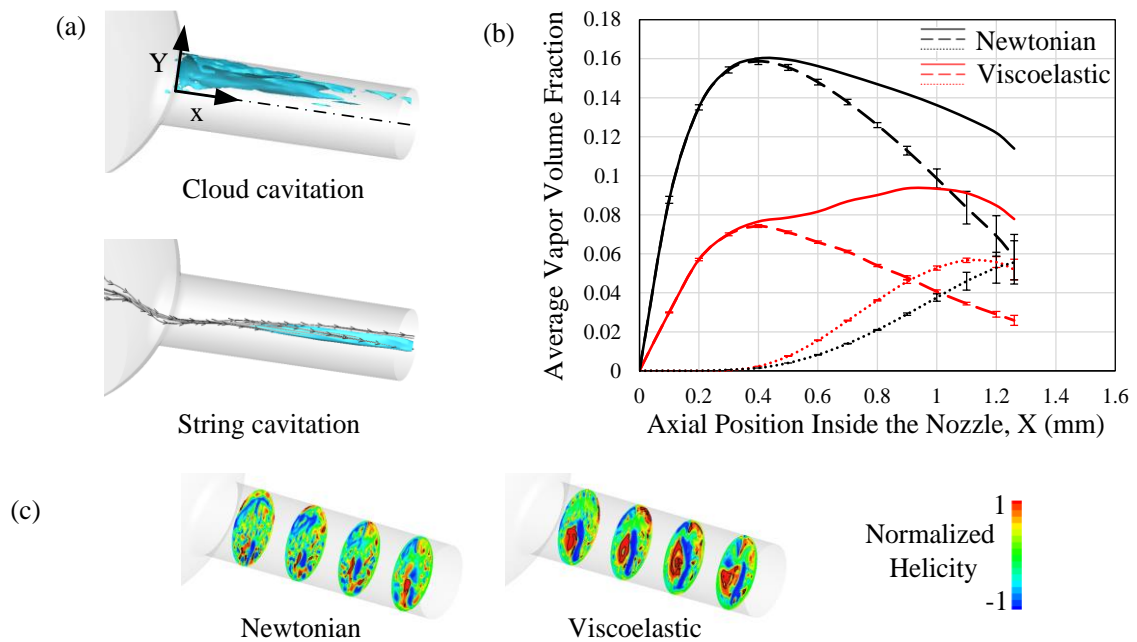 (a)
Y
x
Cloud cavitation
String cavitation
(b)
Average Vapor Volume Fraction
0.18
0.16
0.14
0.12
0.1
0.08
0.06
0.04
0.02
0
Newtonian
Viscoelastic
0 0.2 0.4 0.6 0.8 1 1.2 1.4 1.6
Axial Position Inside the Nozzle, X (mm)
(c)
Newtonian
Viscoelastic
Normalized
Helicity
1
-1